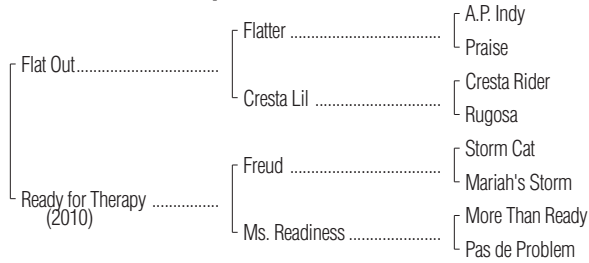 A.P. Indy
Flatter ..............................
Praise
Flat Out.............................
Cresta Rider
Cresta Lil .........................
Rugosa
Storm Cat
Freud ..............................
Mariah's Storm
Ready for Therapy ................
(2010)
More Than Ready
Ms. Readiness ..................
Pas de Problem